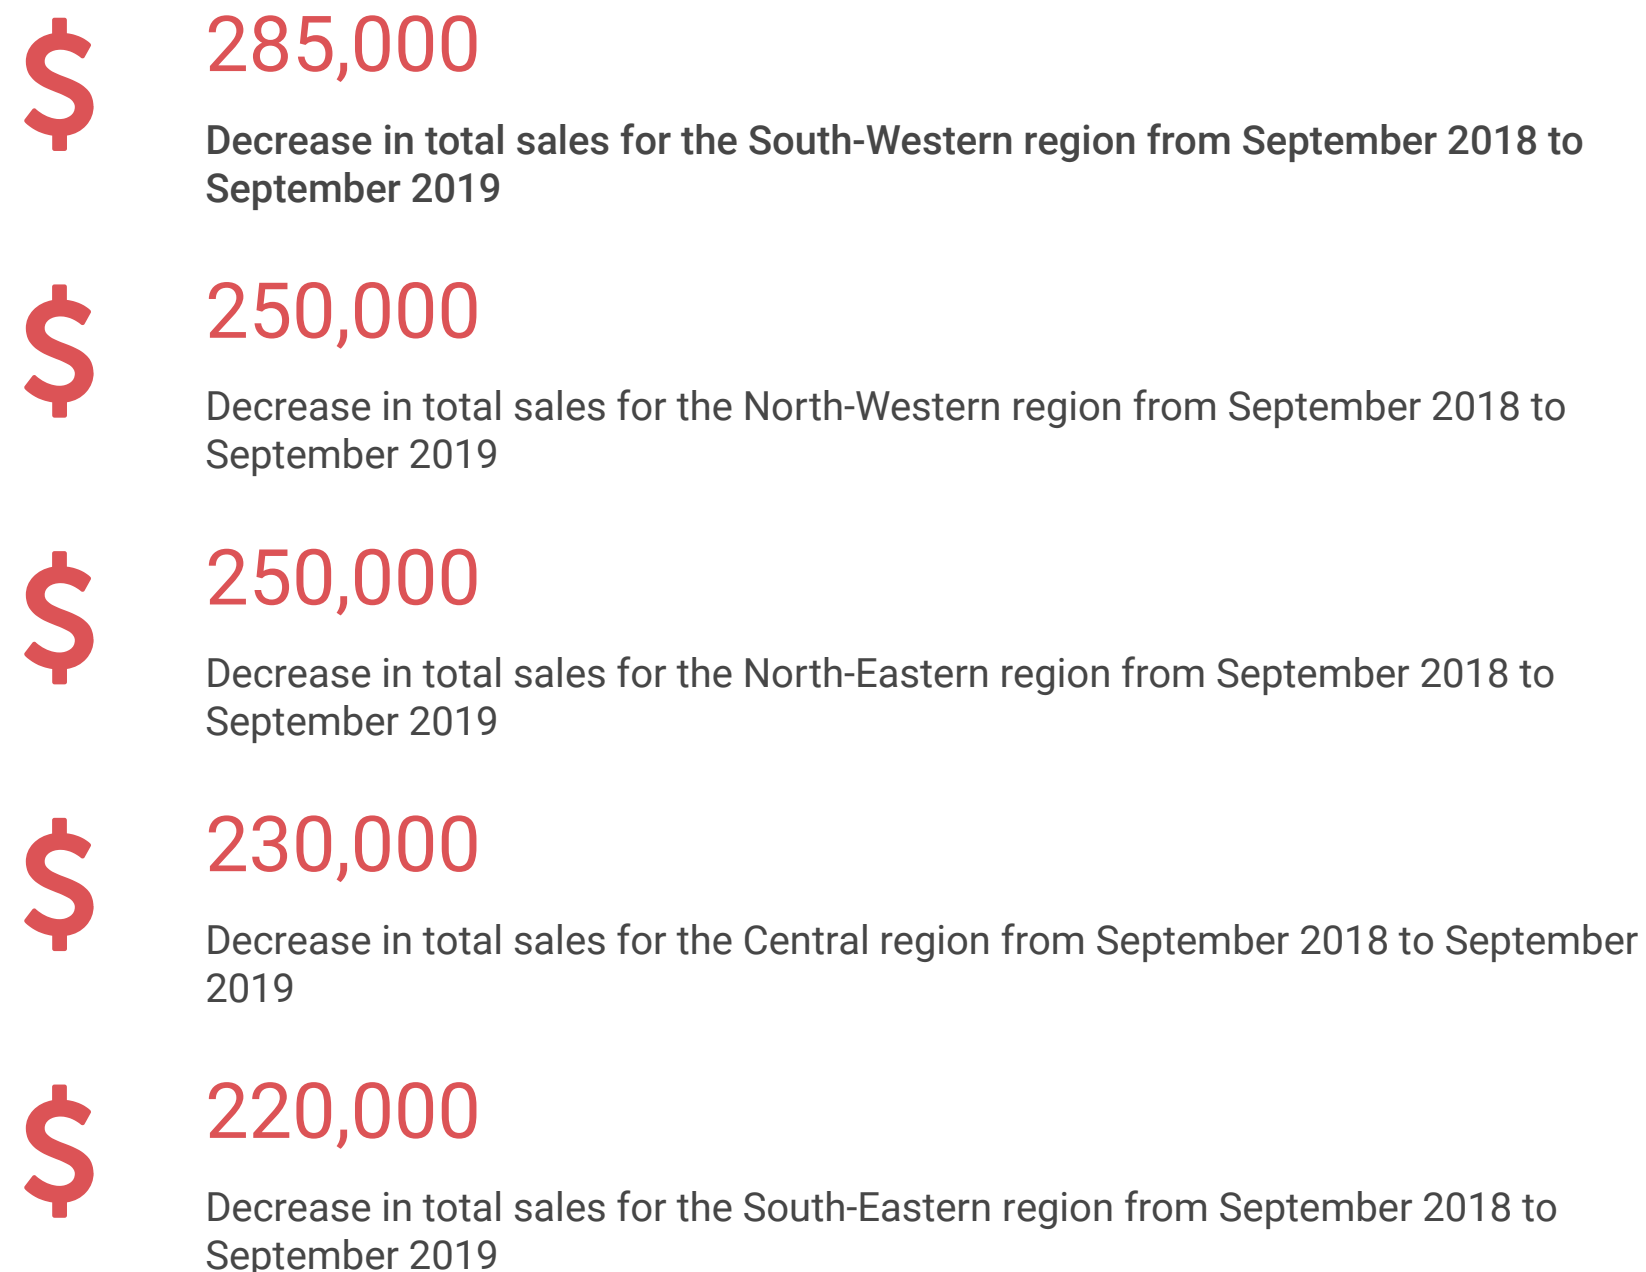 $ 285,000
Decrease in total sales for the South-Western region from September 2018 to
September 2019
$ 250,000
Decrease in total sales for the North-Western region from September 2018 to
September 2019
$ 250,000
Decrease in total sales for the North-Eastern region from September 2018 to
September 2019
$ 230,000
Decrease in total sales for the Central region from September 2018 to September
2019
$ 220,000
Decrease in total sales for the South-Eastern region from September 2018 to
September 2019